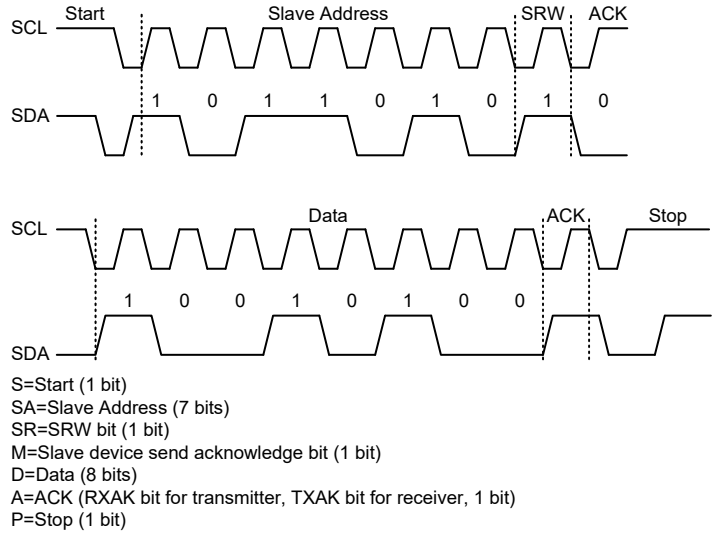 Start Slave Address SRW ACK
SCL
1 0 1 1 0 1 0 1 0
SDA
Data ACK Stop
SCL
1 0 0 1 0 1 0 0
SDA
S=Start (1 bit)
SA=Slave Address (7 bits)
SR=SRW bit (1 bit)
M=Slave device send acknowledge bit (1 bit)
D=Data (8 bits)
A=ACK (RXAK bit for transmitter, TXAK bit for receiver, 1 bit)
P=Stop (1 bit)